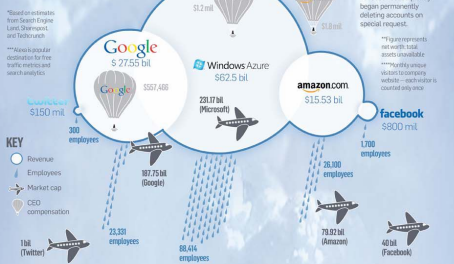 *Based on estimates
from Search Engine
Land, Sharespost,
and Techcrunch
***Alexa is popular
destination for free
traffic metrics and
search analytics
$1.2 mil
began permanently
deleting accounts on
special request.
**Figure represents
net worth: total
assets unavailable
****Monthly unique
visitors to company
website – each visitor is
counted only once
Google
$ 27.55 bil
Google
$557,466
Windows Azure
$62.5 bil
amazon.com
$15.53 bil
$150 mil
300
employees
facebook
$800 mil
1,700
employees
231.17 bil
(Microsoft)
187.75 bil
(Google)
26,100
employees
KEY
Revenue
Employees
Market cap
CEO
compensation
23,331
employees
88,414
employees
79.92 bil
(Amazon)
40 bil
(Facebook)
1 bil
(Twitter)